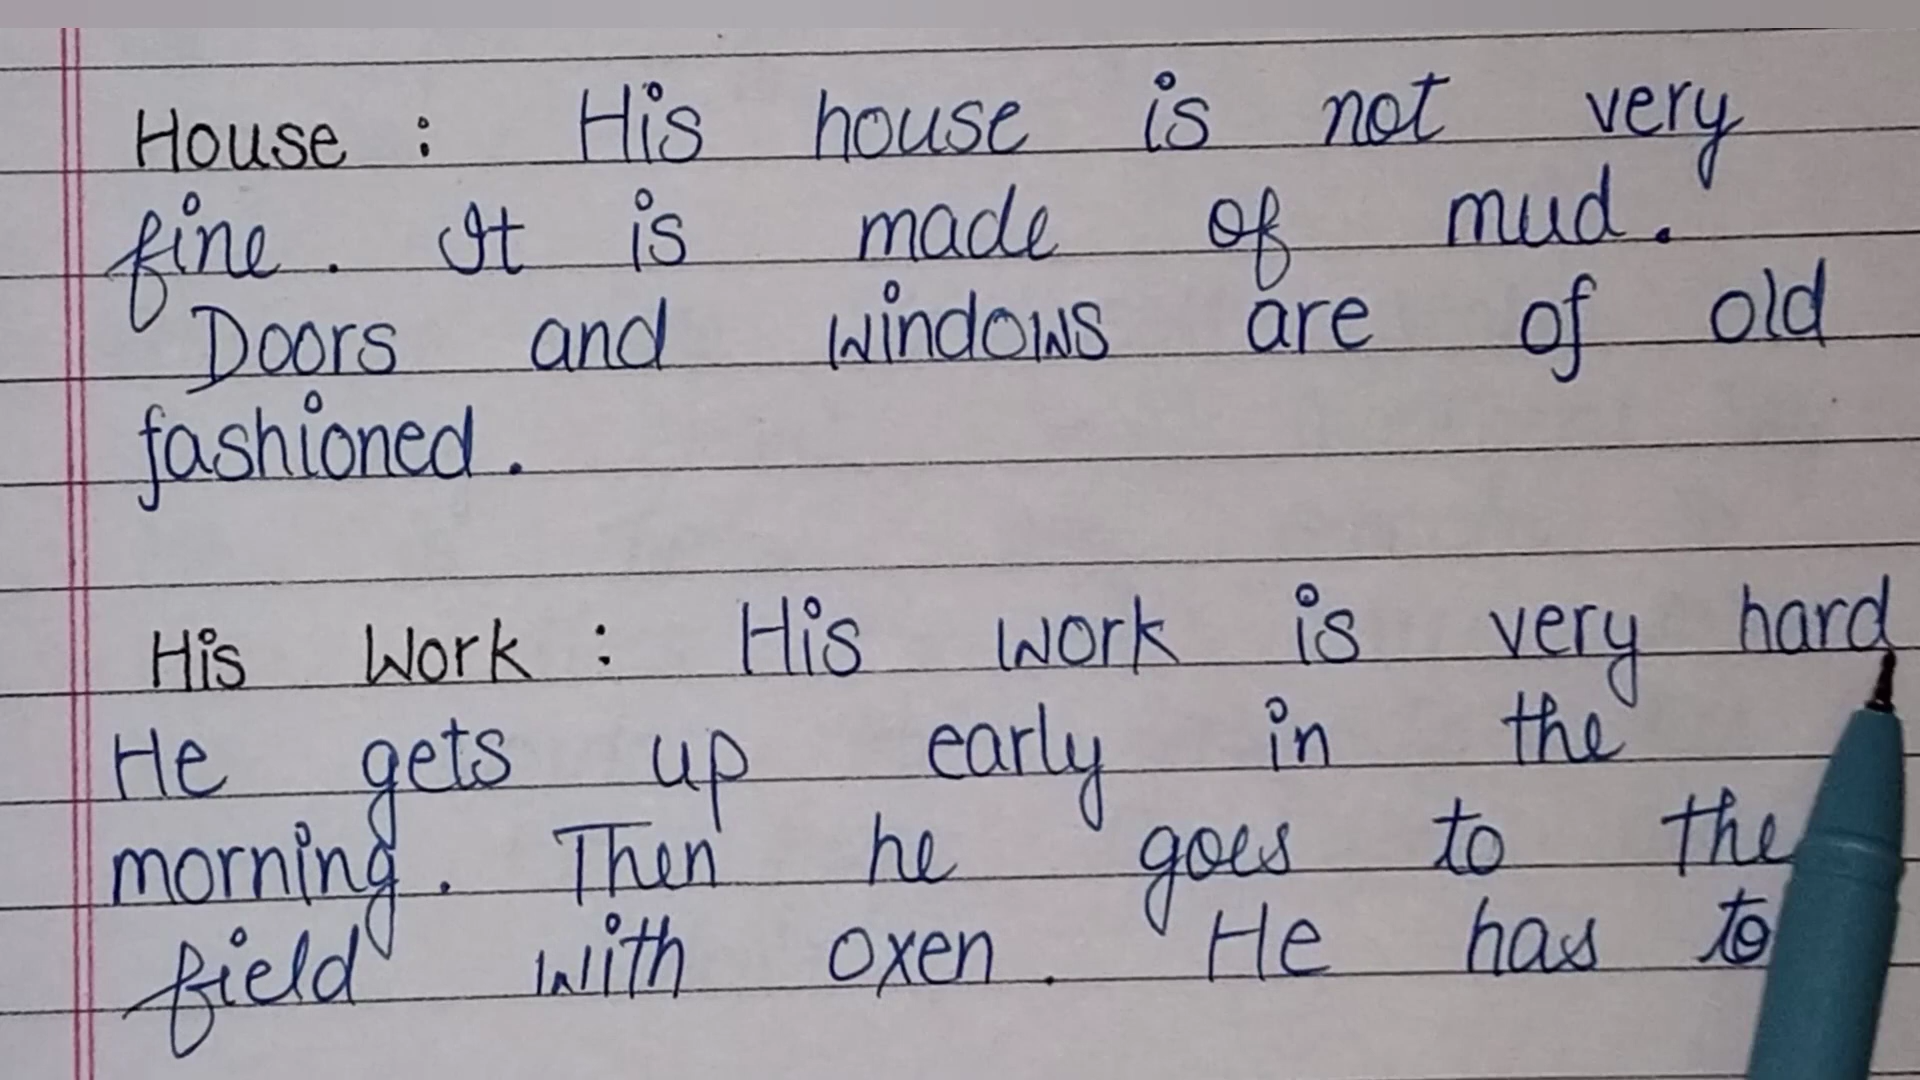 House : His house is not very
fine. It is made of mud.
Doors and windows are of old
fashioned.
His Work : His work is very hard
He gets up early in the
morning. Then he goes to the
field with oxen. He has to